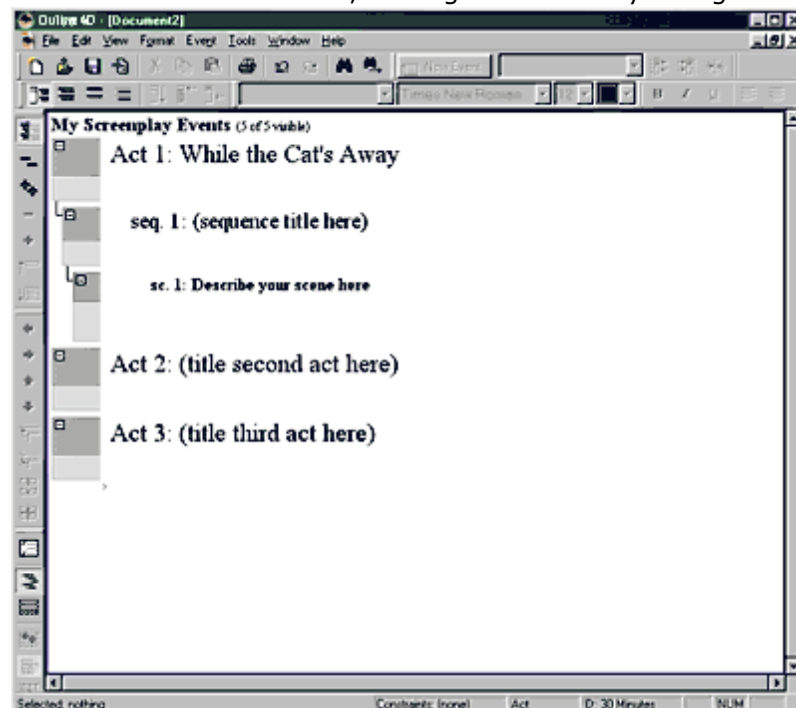 Outline 4D - [Document2]
File Edit View Format Event Tools Window Help
New Event
Times New Roman 12 B I U
My Screenplay Events (5 of 5 visible)
Act 1: While the Cat's Away
seq. 1: (sequence title here)
sc. 1: Describe your scene here
Act 2: (title second act here)
Act 3: (title third act here)
Selected: nothing Constraints: (none) Act D: 30 Minutes NUM